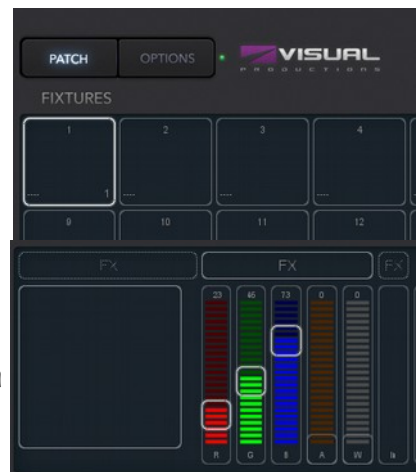 PATCH OPTIONS VISUAL
PRODUCTIONS
FIXTURES
1 2 3 4
---- 1 ---- ---- ----
9 10 11 12
FX FX FX
23 46 73 0 0
R G B A W